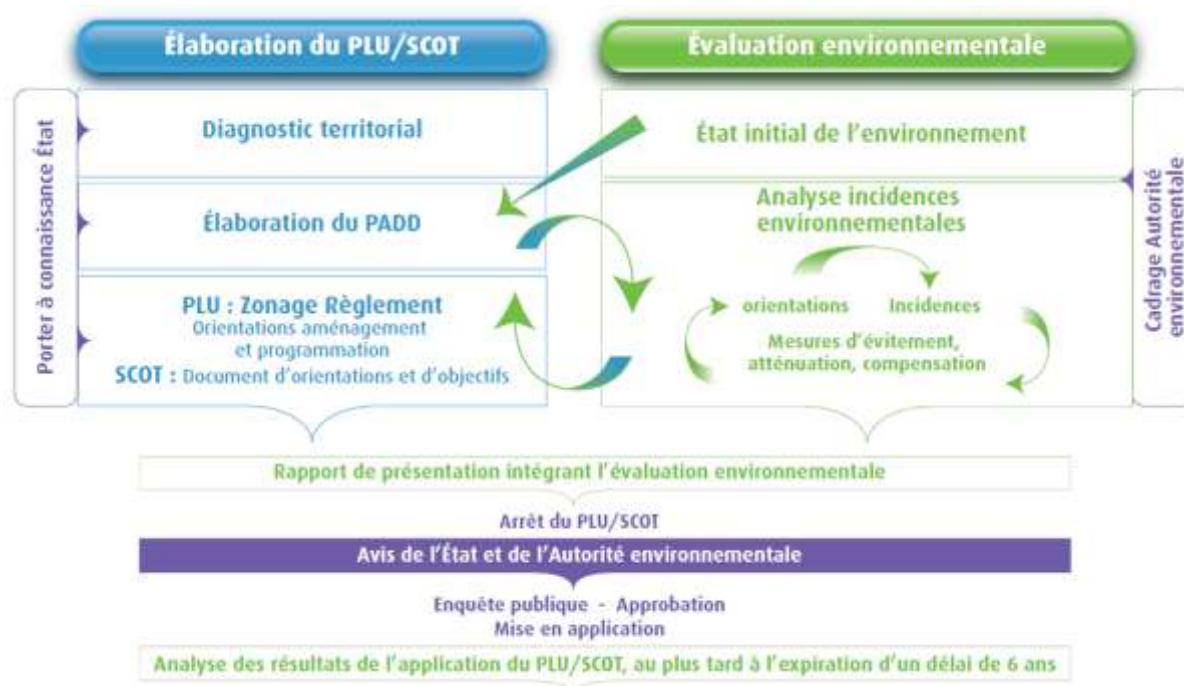 Élaboration du PLU/SCOT
Évaluation environnementale
Porter à connaissance État
Diagnostic territorial
Élaboration du PADD
PLU : Zonage Règlement
Orientations aménagement
et programmation
SCOT : Document d'orientations et d'objectifs
État initial de l'environnement
Analyse incidences
environnementales
orientations
Incidences
Mesures d'évitement,
atténuation, compensation
Cadrage Autorité
environnementale
Rapport de présentation intégrant l'évaluation environnementale
Arrêt du PLU/SCOT
Avis de l'État et de l'Autorité environnementale
Enquête publique - Approbation
Mise en application
Analyse des résultats de l'application du PLU/SCOT, au plus tard à l'expiration d'un délai de 6 ans